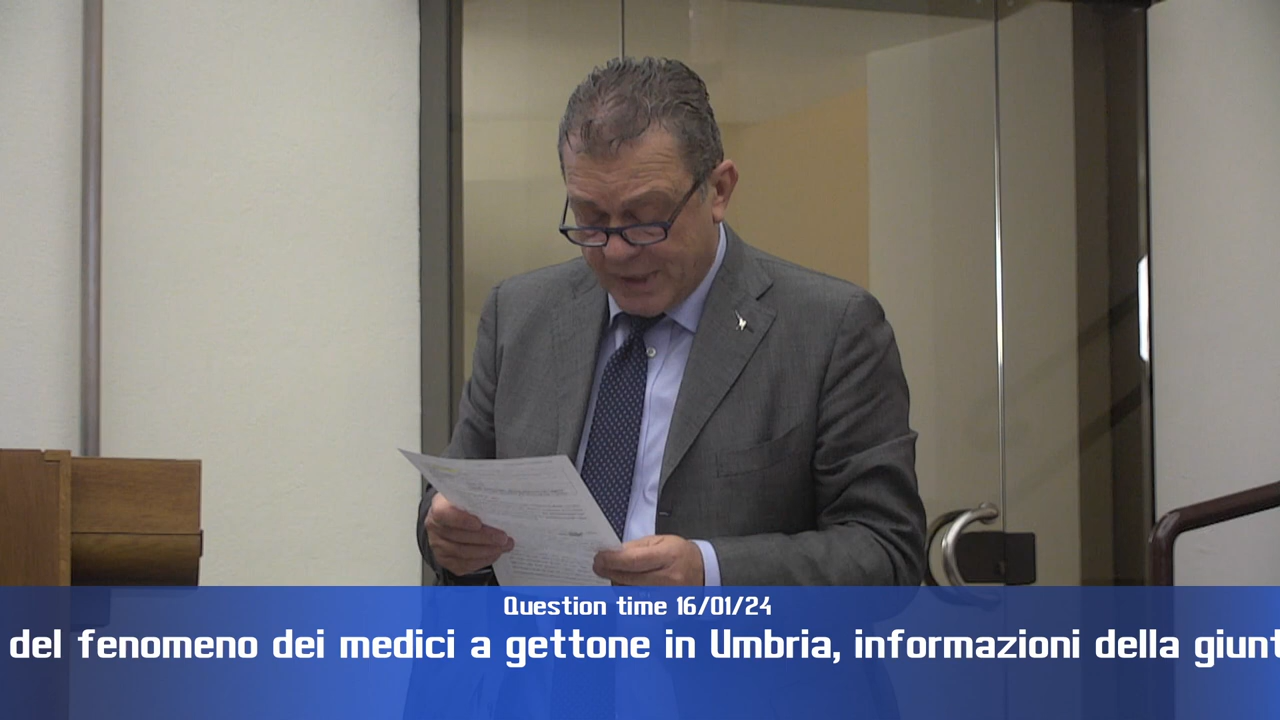 Question time 16/01/24
del fenomeno dei medici a gettone in Umbria, informazioni della giunt